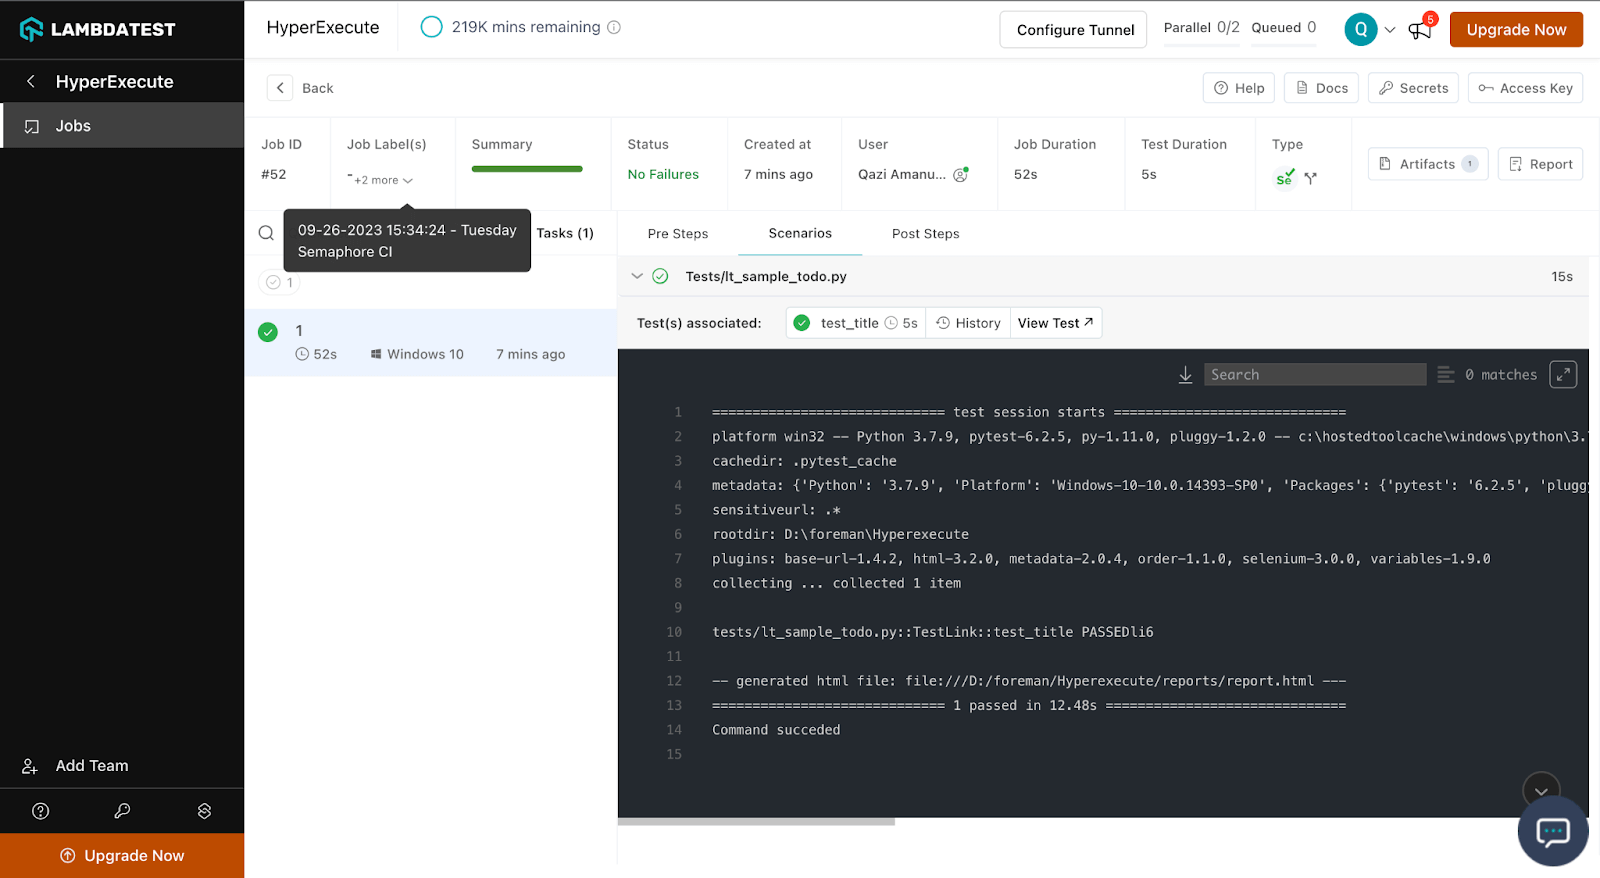 LAMBDATEST
HyperExecute
219K mins remaining
Configure Tunnel
Parallel 0/2
Queued 0
Q
5
Upgrade Now
HyperExecute
Jobs
Back
Help
Docs
Secrets
Access Key
Job ID
#52
Job Label(s)
-+2 more
Summary
Status
No Failures
Created at
7 mins ago
User
Qazi Amanu...
Job Duration
52s
Test Duration
5s
Type
Se
Artifacts 1
Report
09-26-2023 15:34:24 - Tuesday
Semaphore CI
Tasks (1)
Pre Steps
Scenarios
Post Steps
1
1
52s
Windows 10
7 mins ago
Tests/lt_sample_todo.py
15s
Test(s) associated:
test_title
5s
History
View Test
Search
0 matches
1 ============================= test session starts =============================
2 platform win32 -- Python 3.7.9, pytest-6.2.5, py-1.11.0, pluggy-1.2.0 -- c:\hostedtoolcache\windows\python\3.
3 cachedir: .pytest_cache
4 metadata: {'Python': '3.7.9', 'Platform': 'Windows-10-10.0.14393-SP0', 'Packages': {'pytest': '6.2.5', 'plugg
5 sensitiveurl: .*
6 rootdir: D:\foreman\Hyperexecute
7 plugins: base-url-1.4.2, html-3.2.0, metadata-2.0.4, order-1.1.0, selenium-3.0.0, variables-1.9.0
8 collecting ... collected 1 item
9
10 tests/lt_sample_todo.py::TestLink::test_title PASSEDli6
11
12 -- generated html file: file:///D:/foreman/Hyperexecute/reports/report.html ---
13 ============================= 1 passed in 12.48s ==============================
14 Command succeded
15
Add Team
Upgrade Now